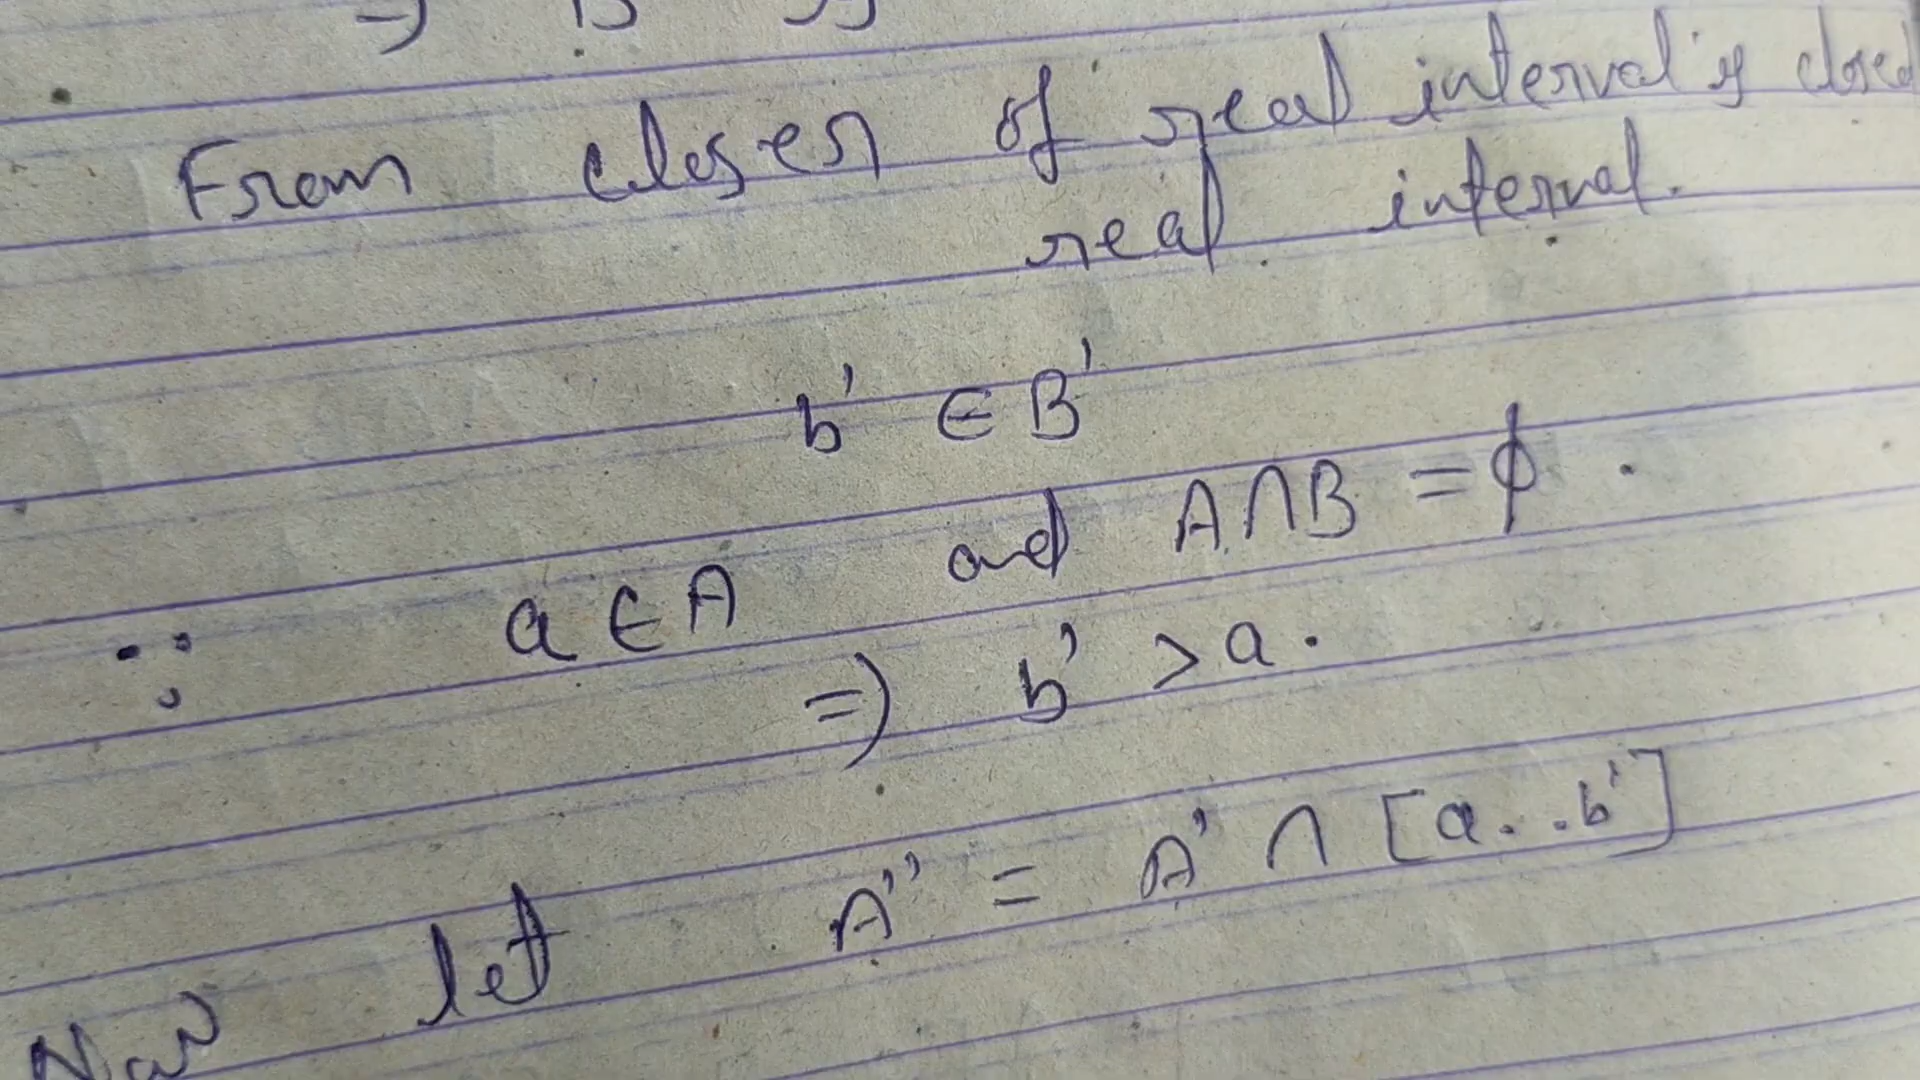 From closer of real interval is closed
real interval.
b' ∈ B'
∵ a ∈ A and A∩B = ϕ.
⇒ b' > a.
Now let A'' = A' ∩ [a...b']